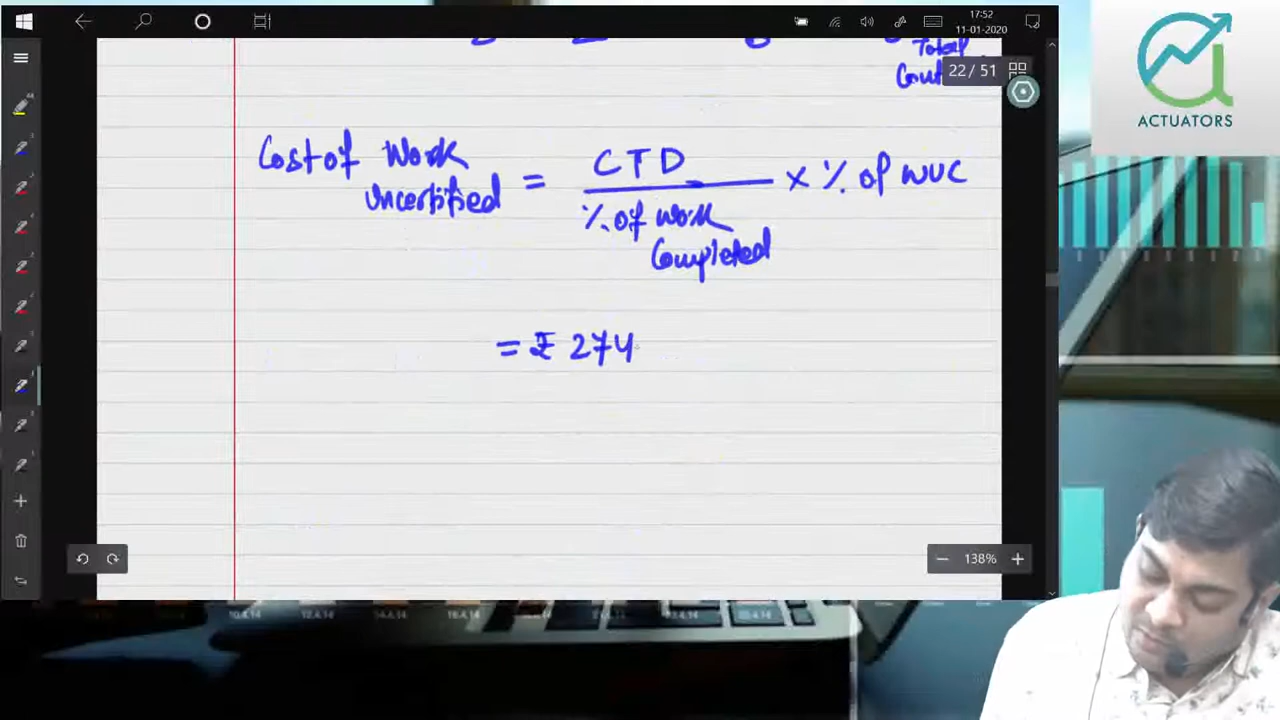 17:52
11-01-2020
Total
22 / 51
ACTUATORS
Cost of Work Uncertified = CTD / % of Work Completed × % of WUC
= ₹ 274
138%